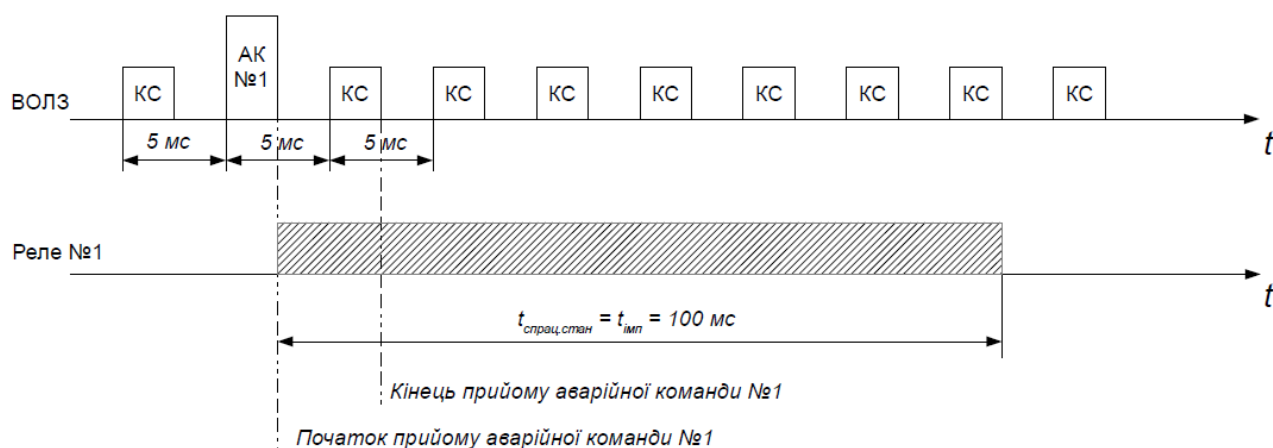 АК
№1
КС КС КС КС КС КС КС КС КС
ВОЛЗ
5 мс 5 мс 5 мс
t
Реле №1
t
tспрац.стан = tімп = 100 мс
Кінець прийому аварійної команди №1
Початок прийому аварійної команди №1